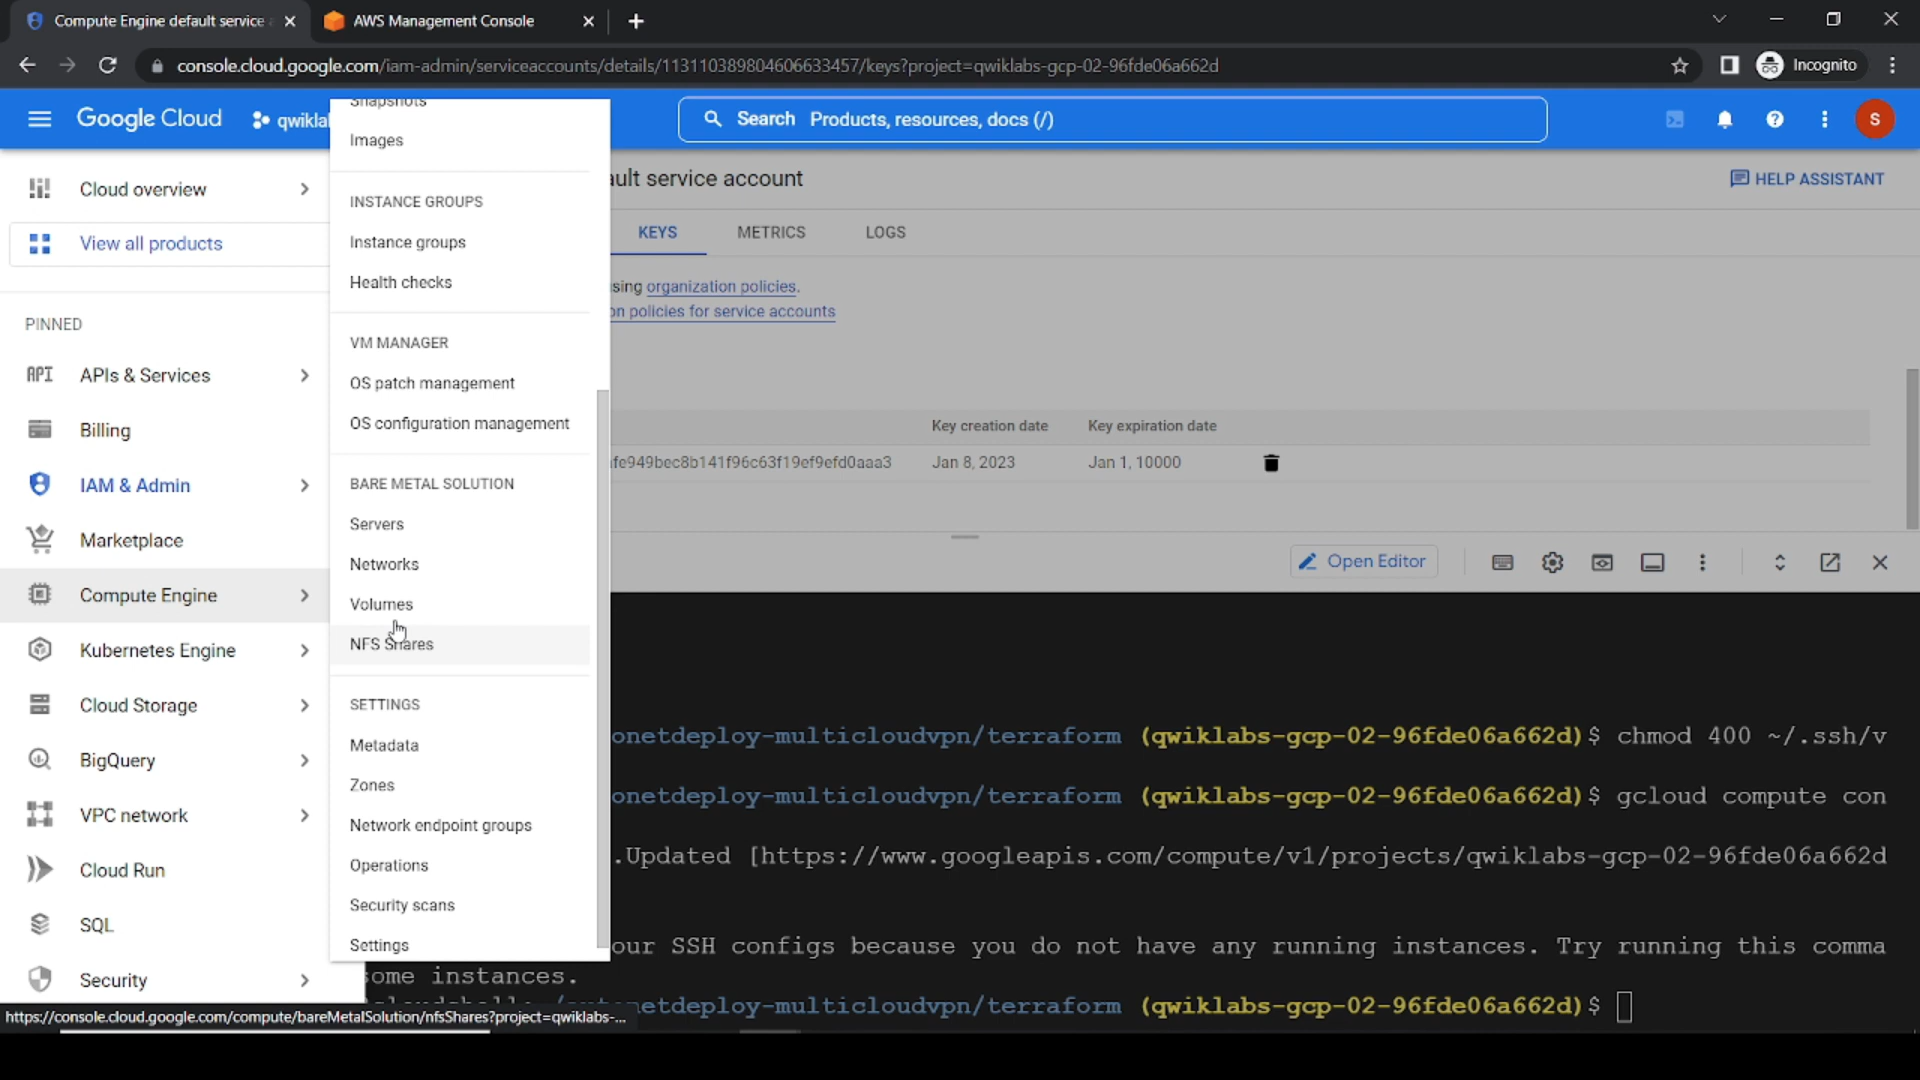 Compute Engine default service
AWS Management Console
console.cloud.google.com/iam-admin/serviceaccounts/details/113110389804606633457/keys?project=qwiklabs-gcp-02-96fde06a662d
Incognito
Google Cloud
qwikla
Search Products, resources, docs (/)
S
Cloud overview
View all products
PINNED
API APIs & Services
Billing
IAM & Admin
Marketplace
Compute Engine
Kubernetes Engine
Cloud Storage
BigQuery
VPC network
Cloud Run
SQL
Security
Snapshots
Images
INSTANCE GROUPS
Instance groups
Health checks
VM MANAGER
OS patch management
OS configuration management
BARE METAL SOLUTION
Servers
Networks
Volumes
NFS Shares
SETTINGS
Metadata
Zones
Network endpoint groups
Operations
Security scans
Settings
ault service account
HELP ASSISTANT
KEYS
METRICS
LOGS
sing organization policies.
on policies for service accounts
Key creation date
Key expiration date
fe949bec8b141f96c63f19ef9efd0aaa3
Jan 8, 2023
Jan 1, 10000
Open Editor
onetdeploy-multicloudvpn/terraform (qwiklabs-gcp-02-96fde06a662d)$ chmod 400 ~/.ssh/v
onetdeploy-multicloudvpn/terraform (qwiklabs-gcp-02-96fde06a662d)$ gcloud compute con
.Updated [https://www.googleapis.com/compute/v1/projects/qwiklabs-gcp-02-96fde06a662d
our SSH configs because you do not have any running instances. Try running this comma
some instances.
netdeploy-multicloudvpn/terraform (qwiklabs-gcp-02-96fde06a662d)$
https://console.cloud.google.com/compute/bareMetalSolution/nfsShares?project=qwiklabs-...